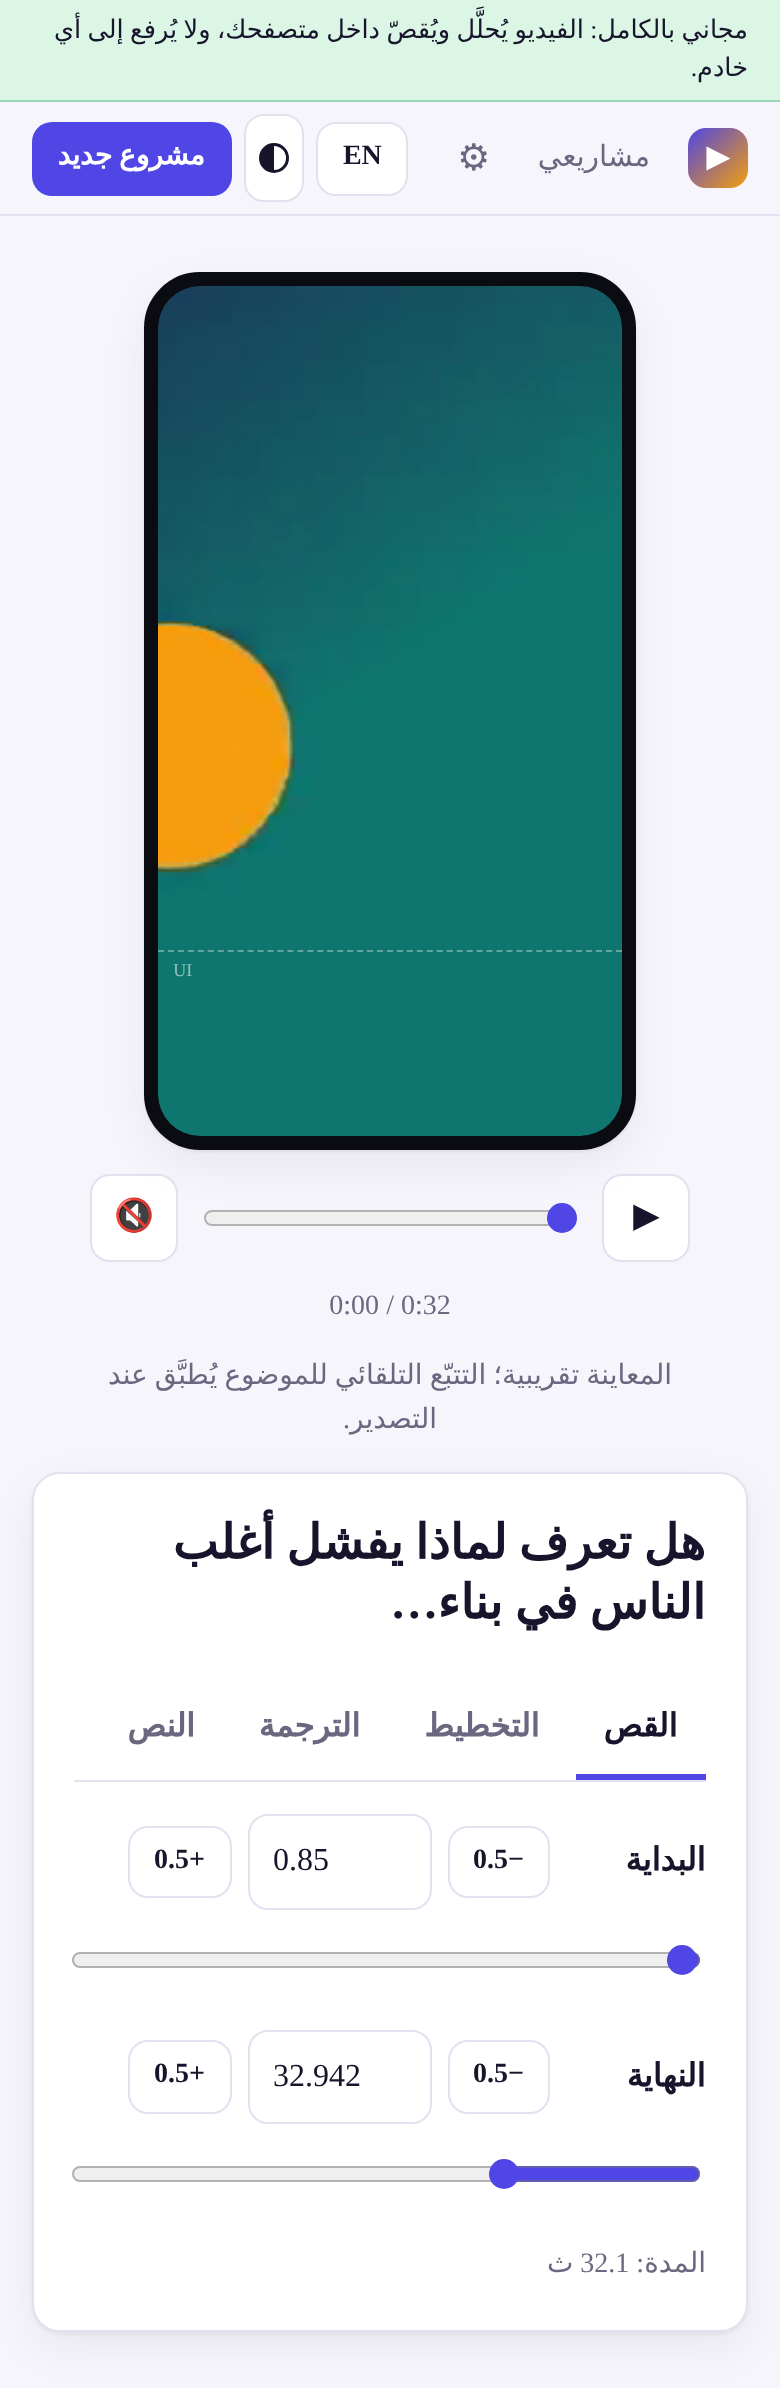 مجاني بالكامل: الفيديو يُحلَّل ويُقصّ داخل متصفحك، ولا يُرفع إلى أي
خادم.
مشاريعي
EN
مشروع جديد
UI
0:00 / 0:32
المعاينة تقريبية؛ التتبّع التلقائي للموضوع يُطبَّق عند
التصدير.
هل تعرف لماذا يفشل أغلب
الناس في بناء…
القص
التخطيط
الترجمة
النص
البداية
−0.5
0.85
+0.5
النهاية
−0.5
32.942
+0.5
المدة: 32.1 ث